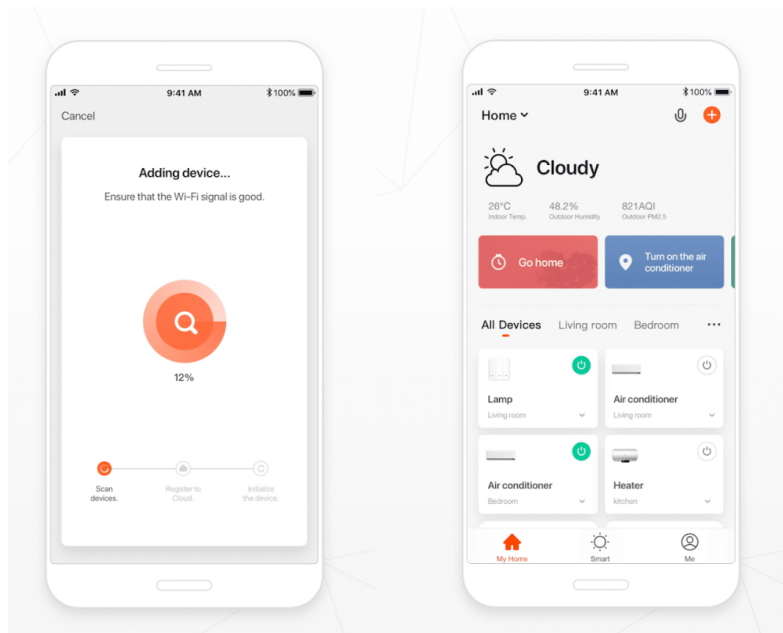 9:41 AM
100%
Cancel
Adding device...
Ensure that the Wi-Fi signal is good.
12%
Scan
devices.
Register to
Cloud.
Initialize
the device.
9:41 AM
100%
Home
Cloudy
26°C
Indoor Temp.
48.2%
Outdoor Humidity
821AQI
Outdoor PM2.5
Go home
Turn on the air
conditioner
All Devices
Living room
Bedroom
Lamp
Living room
Air conditioner
Living room
Air conditioner
Bedroom
Heater
kitchen
My Home
Smart
Me